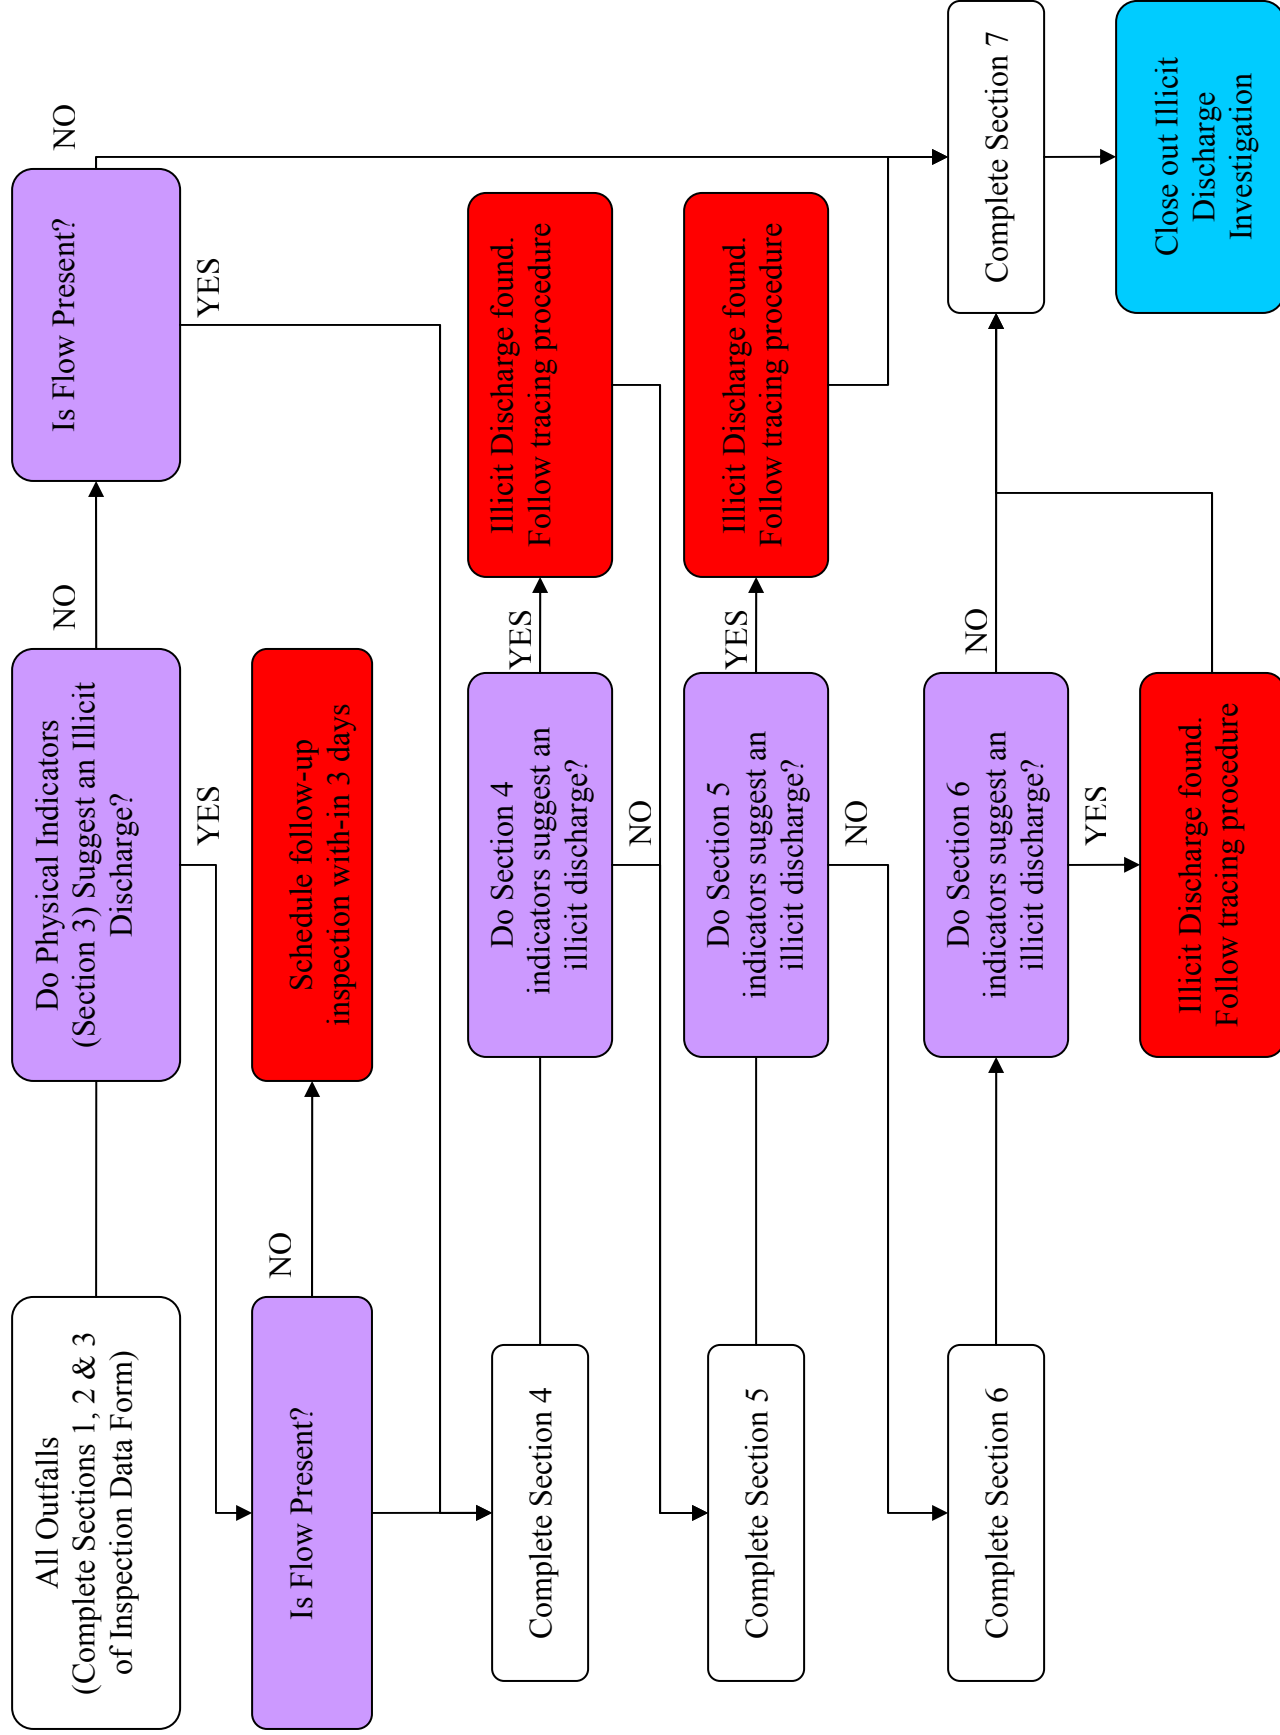 All Outfalls
(Complete Sections 1, 2 & 3
of Inspection Data Form)
Do Physical Indicators
(Section 3) Suggest an Illicit
Discharge?
NO
Is Flow Present?
NO
YES
YES
Is Flow Present?
NO
Schedule follow-up
inspection with-in 3 days
Complete Section 4
Do Section 4
indicators suggest an
illicit discharge?
YES
Illicit Discharge found.
Follow tracing procedure
NO
Complete Section 5
Do Section 5
indicators suggest an
illicit discharge?
YES
Illicit Discharge found.
Follow tracing procedure
NO
Complete Section 6
Do Section 6
indicators suggest an
illicit discharge?
NO
Complete Section 7
YES
Illicit Discharge found.
Follow tracing procedure
Close out Illicit
Discharge
Investigation